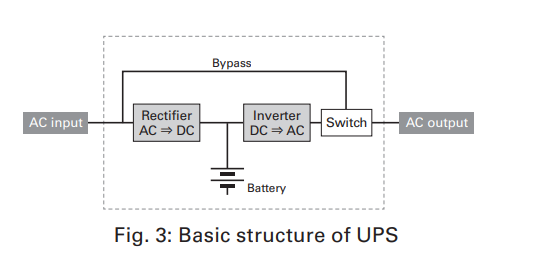 Bypass
AC input
Rectifier
AC ⇒ DC
Inverter
DC ⇒ AC
Switch
AC output
Battery
Fig. 3: Basic structure of UPS